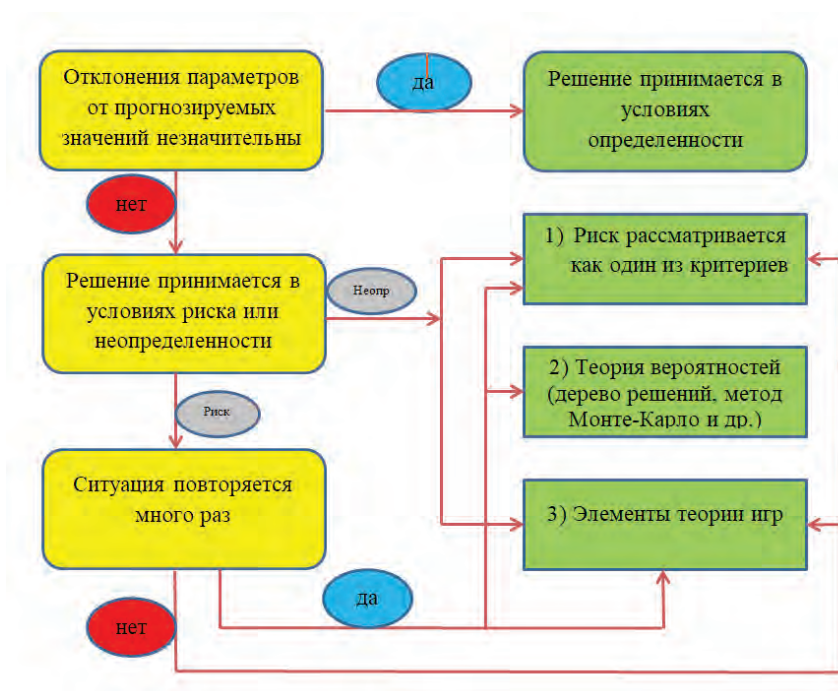 Отклонения параметров
от прогнозируемых
значений незначительны
да
Решение принимается в
условиях
определенности
нет
Решение принимается в
условиях риска или
неопределенности
Неопр
1) Риск рассматривается
как один из критериев
2) Теория вероятностей
(дерево решений, метод
Монте-Карло и др.)
Риск
Ситуация повторяется
много раз
3) Элементы теории игр
да
нет